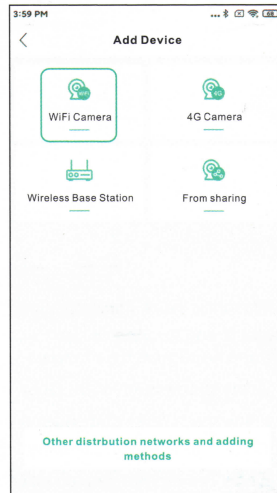 3:59 PM
... 68
Add Device
WiFi
WiFi Camera
4G
4G Camera
Wireless Base Station
From sharing
Other distrbution networks and adding
methods